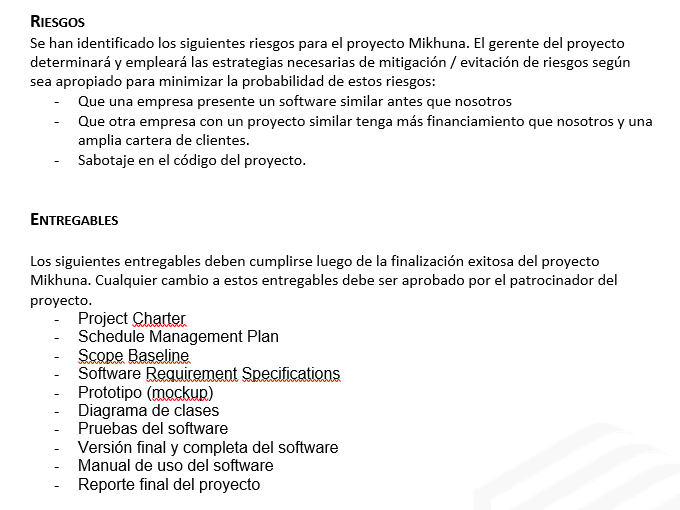 RIESGOS
Se han identificado los siguientes riesgos para el proyecto Mikhuna. El gerente del proyecto
determinará y empleará las estrategias necesarias de mitigación / evitación de riesgos según
sea apropiado para minimizar la probabilidad de estos riesgos:
- Que una empresa presente un software similar antes que nosotros
- Que otra empresa con un proyecto similar tenga más financiamiento que nosotros y una
amplia cartera de clientes.
- Sabotaje en el código del proyecto.
ENTREGABLES
Los siguientes entregables deben cumplirse luego de la finalización exitosa del proyecto
Mikhuna. Cualquier cambio a estos entregables debe ser aprobado por el patrocinador del
proyecto.
- Project Charter
- Schedule Management Plan
- Scope Baseline
- Software Requirement Specifications
- Prototipo (mockup)
- Diagrama de clases
- Pruebas del software
- Versión final y completa del software
- Manual de uso del software
- Reporte final del proyecto